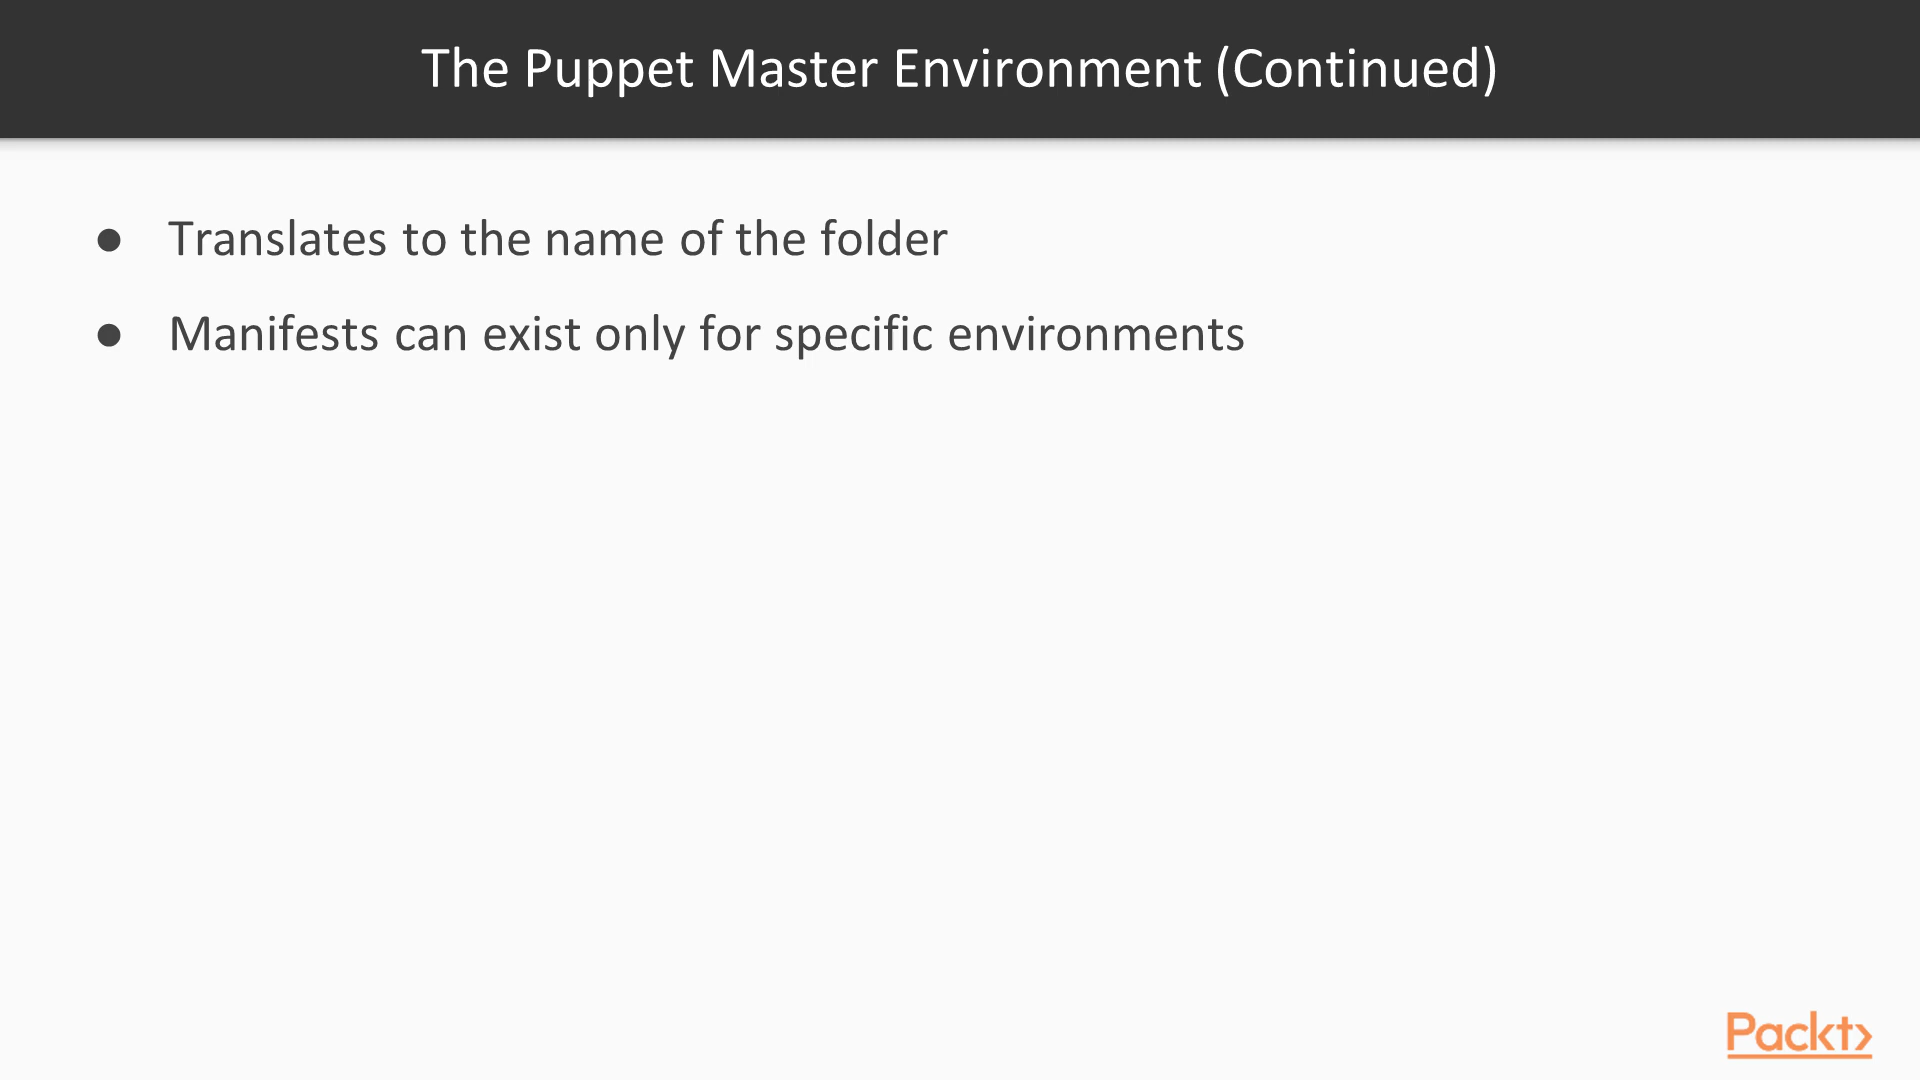 The Puppet Master Environment (Continued)
● Translates to the name of the folder
● Manifests can exist only for specific environments
Packt>